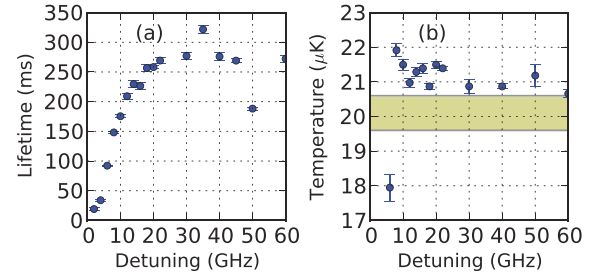 350
300
250
200
150
100
50
0
Lifetime (ms)
(a)
0 10 20 30 40 50 60
Detuning (GHz)
23
22
21
20
19
18
17
Temperature (μK)
(b)
0 10 20 30 40 50 60
Detuning (GHz)